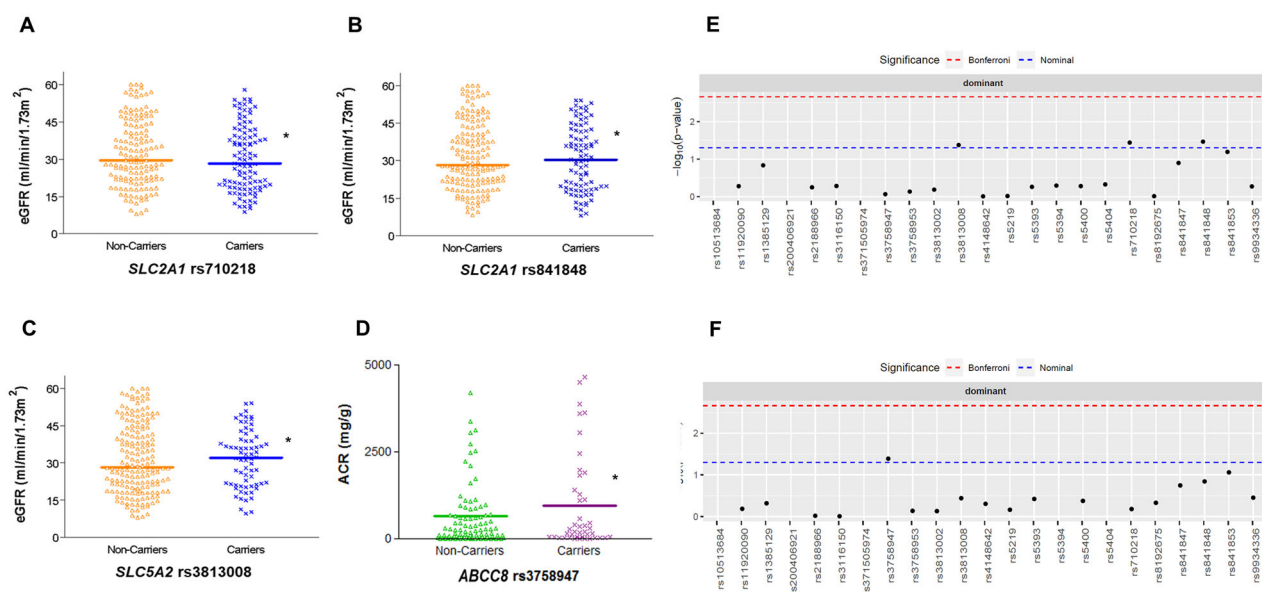 A
eGFR (ml/min/1.73m²)
60
45
30
15
0
*
Non-Carriers Carriers
SLC2A1 rs710218
B
eGFR (ml/min/1.73m²)
60
45
30
15
0
*
Non-Carriers Carriers
SLC2A1 rs841848
C
eGFR (ml/min/1.73m²)
60
45
30
15
0
*
Non-Carriers Carriers
SLC5A2 rs3813008
D
ACR (mg/g)
5000
2500
0
*
Non-Carriers Carriers
ABCC8 rs3758947
E
Significance Bonferroni Nominal
dominant
−log₁₀(p−value)
2
1
0
rs10513684
rs11920090
rs1385129
rs200406921
rs2188966
rs3116150
rs371505974
rs3758947
rs3758953
rs3813002
rs3813008
rs4148642
rs5219
rs5393
rs5394
rs5400
rs5404
rs710218
rs8192675
rs841847
rs841848
rs841853
rs9934336
F
Significance Bonferroni Nominal
dominant
2
1
0
rs10513684
rs11920090
rs1385129
s200406921
rs2188966
rs3116150
rs371505974
rs3758947
rs3758953
rs3813002
rs3813008
rs4148642
rs5219
rs5393
rs5394
rs5400
rs5404
rs710218
rs8192675
rs841847
rs841848
rs841853
rs9934336